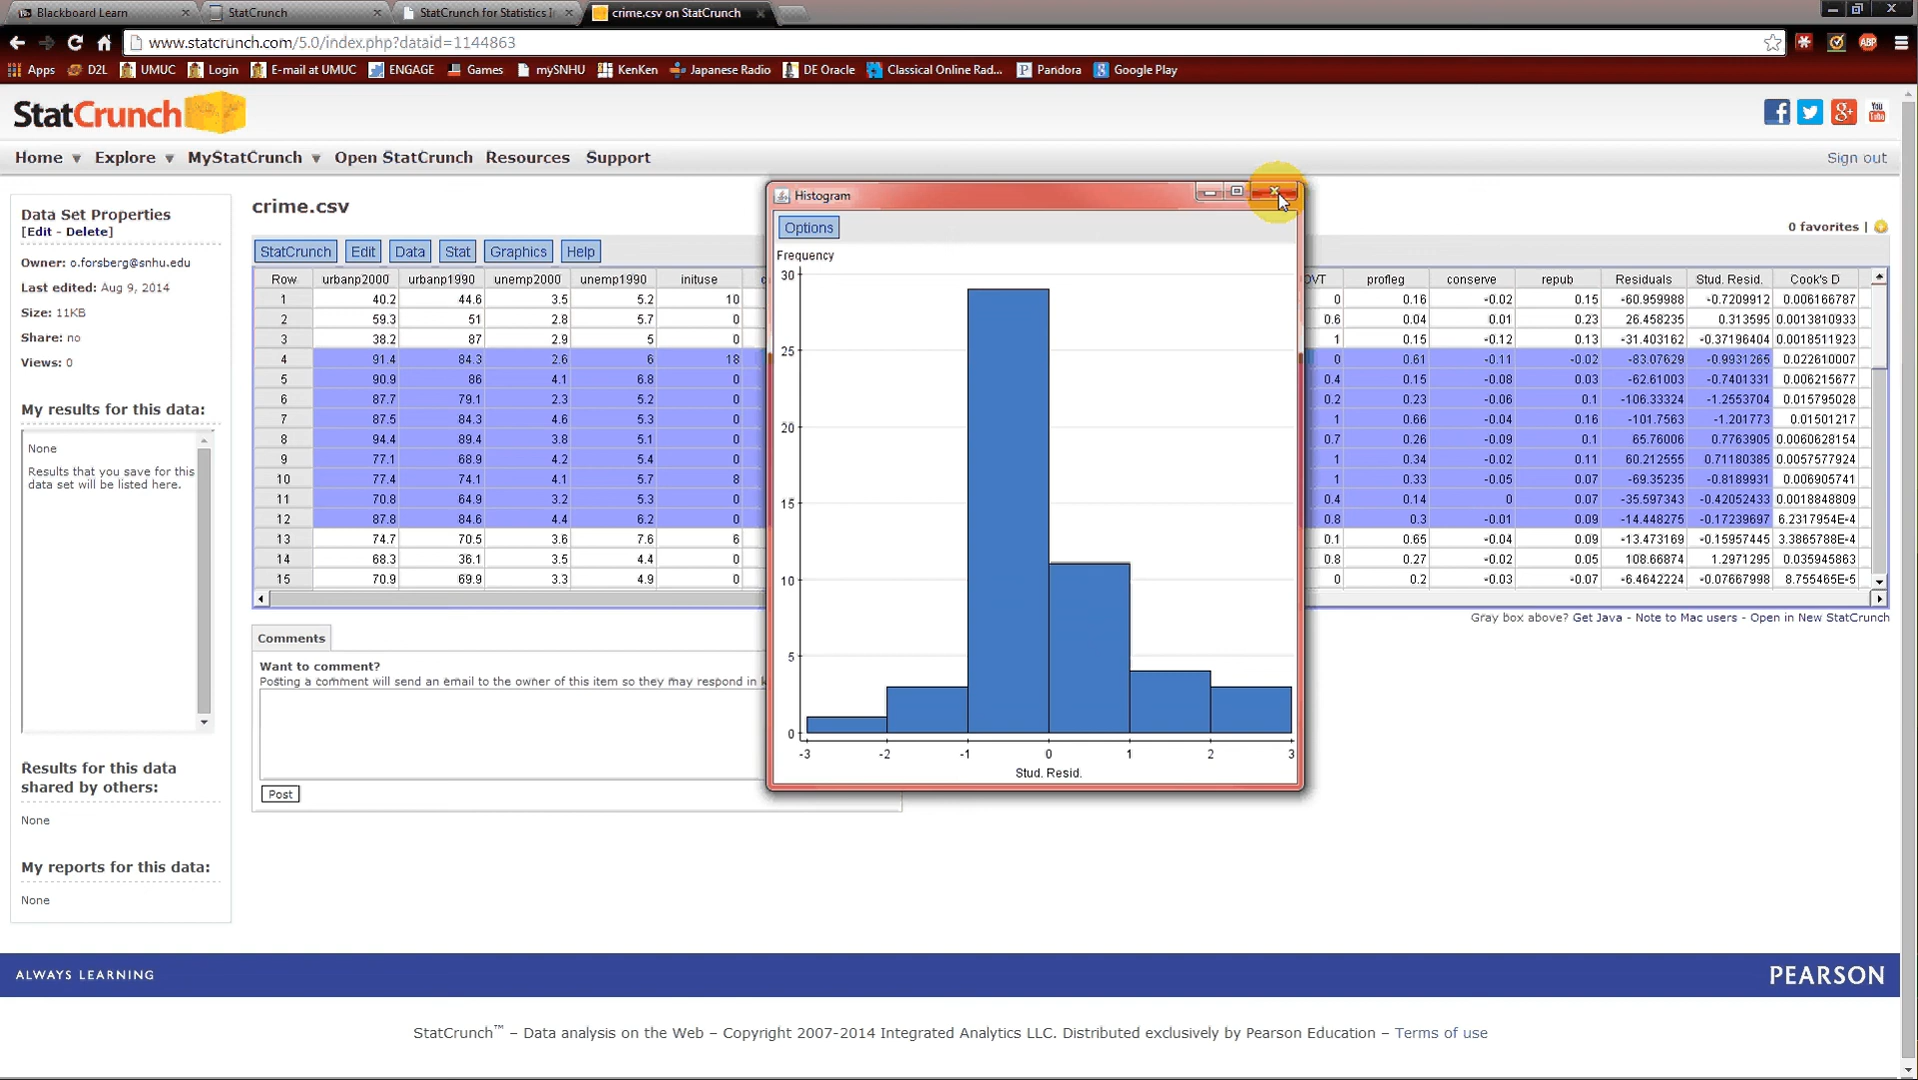 Blackboard Learn
StatCrunch
StatCrunch for Statistics
crime.csv on StatCrunch
www.statcrunch.com/5.0/index.php?dataid=1144863
Apps D2L UMUC Login E-mail at UMUC ENGAGE Games mySNHU KenKen Japanese Radio DE Oracle Classical Online Rad... Pandora Google Play
StatCrunch
Home Explore MyStatCrunch Open StatCrunch Resources Support
Sign out
Data Set Properties
[Edit - Delete]
Owner: o.forsberg@snhu.edu
Last edited: Aug 9, 2014
Size: 11KB
Share: no
Views: 0
My results for this data:
None
Results that you save for this
data set will be listed here.
Results for this data
shared by others:
None
My reports for this data:
None
crime.csv
0 favorites |
StatCrunch Edit Data Stat Graphics Help
Row urbanp2000 urbanp1990 unemp2000 unemp1990 inituse
1 40.2 44.6 3.5 5.2 10
2 59.3 51 2.8 5.7 0
3 38.2 87 2.9 5 0
4 91.4 84.3 2.6 6 18
5 90.9 86 4.1 6.8 0
6 87.7 79.1 2.3 5.2 0
7 87.5 84.3 4.6 5.3 0
8 94.4 89.4 3.8 5.1 0
9 77.1 68.9 4.2 5.4 0
10 77.4 74.1 4.1 5.7 8
11 70.8 64.9 3.2 5.3 0
12 87.8 84.6 4.4 6.2 0
13 74.7 70.5 3.6 7.6 6
14 68.3 36.1 3.5 4.4 0
15 70.9 69.9 3.3 4.9 0
Histogram
Options
Frequency
30
25
20
15
10
5
0
-3 -2 -1 0 1 2 3
Stud. Resid.
OVT profleg conserve repub Residuals Stud. Resid. Cook's D
0 0.16 -0.02 0.15 -60.959988 -0.7209912 0.006166787
0.6 0.04 0.01 0.23 26.458235 0.313595 0.0013810933
1 0.15 -0.12 0.13 -31.403162 -0.37196404 0.0018511923
0 0.61 -0.11 -0.02 -83.07629 -0.9931265 0.022610007
0.4 0.15 -0.08 0.03 -62.61003 -0.7401331 0.006215677
0.2 0.23 -0.06 0.1 -106.33324 -1.2553704 0.015795028
1 0.66 -0.04 0.16 -101.7563 -1.201773 0.01501217
0.7 0.26 -0.09 0.1 65.76006 0.7763905 0.0060628154
1 0.34 -0.02 0.11 60.212555 0.71180385 0.0057577924
1 0.33 -0.05 0.07 -69.35235 -0.8189931 0.006905741
0.4 0.14 0 0.07 -35.597343 -0.42052433 0.0018848809
0.8 0.3 -0.01 0.09 -14.448275 -0.17239697 6.2317954E-4
0.1 0.65 -0.04 0.09 -13.473169 -0.15957445 3.3865788E-4
0.8 0.27 -0.02 0.05 108.66874 1.2971295 0.035945863
0 0.2 -0.03 -0.07 -6.4642224 -0.07667998 8.755465E-5
Gray box above? Get Java - Note to Mac users - Open in New StatCrunch
Comments
Want to comment?
Posting a comment will send an email to the owner of this item so they may respond in
Post
ALWAYS LEARNING
PEARSON
StatCrunch™ – Data analysis on the Web – Copyright 2007-2014 Integrated Analytics LLC. Distributed exclusively by Pearson Education – Terms of use